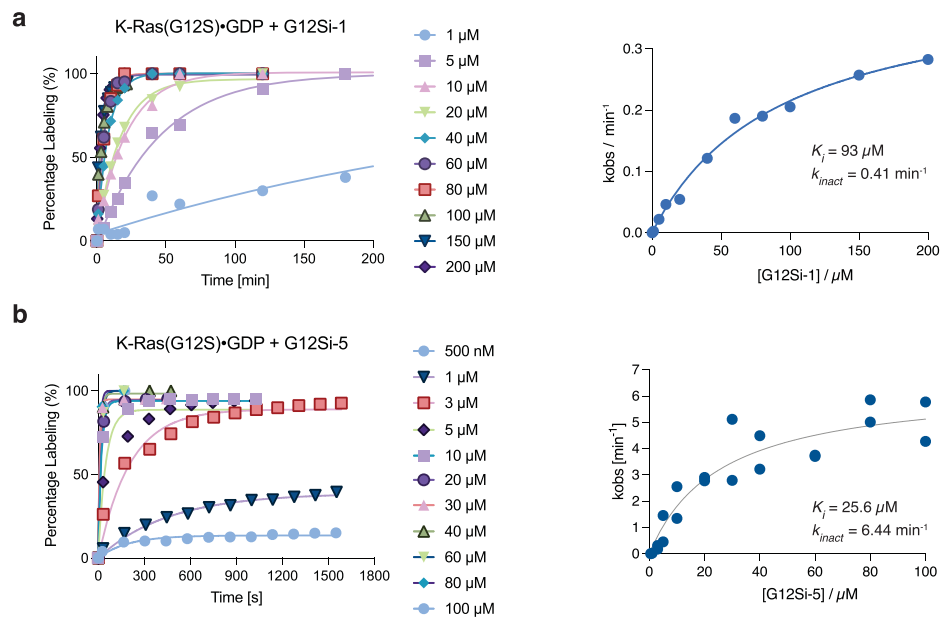 a
K-Ras(G12S)•GDP + G12Si-1
Percentage Labeling (%)
100
50
0
0
50
100
150
200
Time [min]
1 µM
5 µM
10 µM
20 µM
40 µM
60 µM
80 µM
100 µM
150 µM
200 µM
kobs / min⁻¹
0.3
0.2
0.1
0.0
0
50
100
150
200
[G12Si-1] / µM
Kᵢ = 93 µM
kinact = 0.41 min⁻¹
b
K-Ras(G12S)•GDP + G12Si-5
Percentage Labeling (%)
100
50
0
0
300
600
900
1200
1500
1800
Time [s]
500 nM
1 µM
3 µM
5 µM
10 µM
20 µM
30 µM
40 µM
60 µM
80 µM
100 µM
kobs [min⁻¹]
7
6
5
4
3
2
1
0
0
20
40
60
80
100
[G12Si-5] / µM
Kᵢ = 25.6 µM
kinact = 6.44 min⁻¹